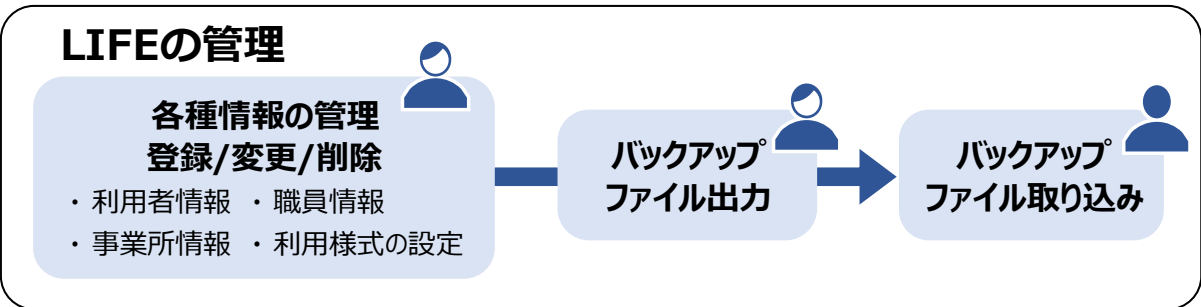 LIFEの管理
各種情報の管理
登録/変更/削除
・利用者情報 ・職員情報
・事業所情報 ・利用様式の設定
バックアップ
ファイル出力
バックアップ
ファイル取り込み